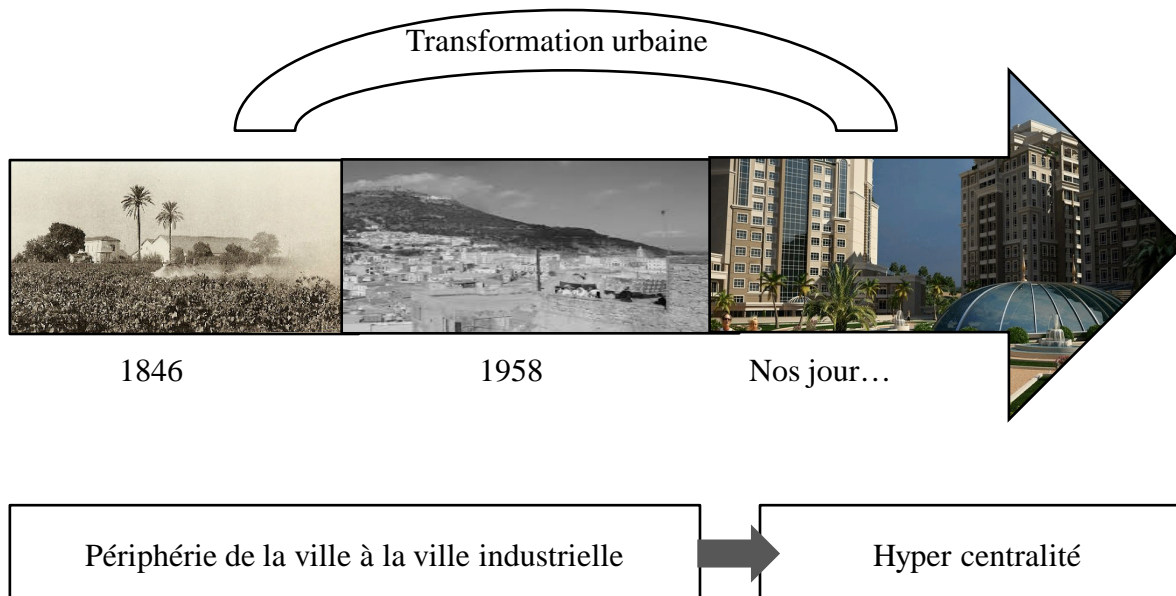 Transformation urbaine
1846
1958
Nos jour…
Périphérie de la ville à la ville industrielle
Hyper centralité